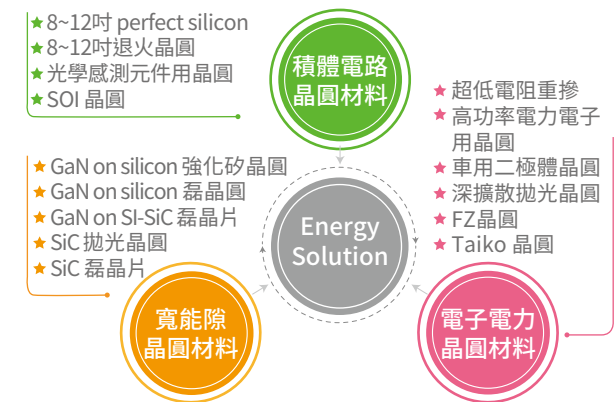 8~12吋 perfect silicon
8~12吋退火晶圓
光學感測元件用晶圓
SOI 晶圓
積體電路
晶圓材料
超低電阻重摻
高功率電力電子
用晶圓
車用二極體晶圓
深擴散拋光晶圓
FZ晶圓
Taiko 晶圓
GaN on silicon 強化矽晶圓
GaN on silicon 磊晶圓
GaN on SI-SiC 磊晶片
SiC 拋光晶圓
SiC 磊晶片
Energy
Solution
寬能隙
晶圓材料
電子電力
晶圓材料